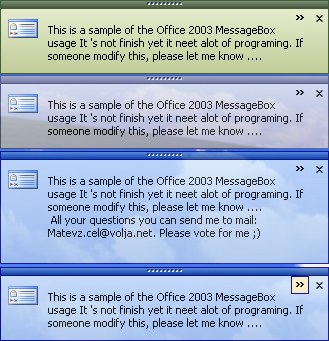 This is a sample of the Office 2003 MessageBox
usage It 's not finish yet it neet alot of programing. If
someone modify this, please let me know ....
This is a sample of the Office 2003 MessageBox
usage It 's not finish yet it neet alot of programing. If
someone modify this, please let me know ....
This is a sample of the Office 2003 MessageBox
usage It 's not finish yet it neet alot of programing. If
someone modify this, please let me know ....
All your questions you can send me to mail:
Matevz.cel@volja.net. Please vote for me ;)
This is a sample of the Office 2003 MessageBox
usage It 's not finish yet it neet alot of programing. If
someone modify this, please let me know ....